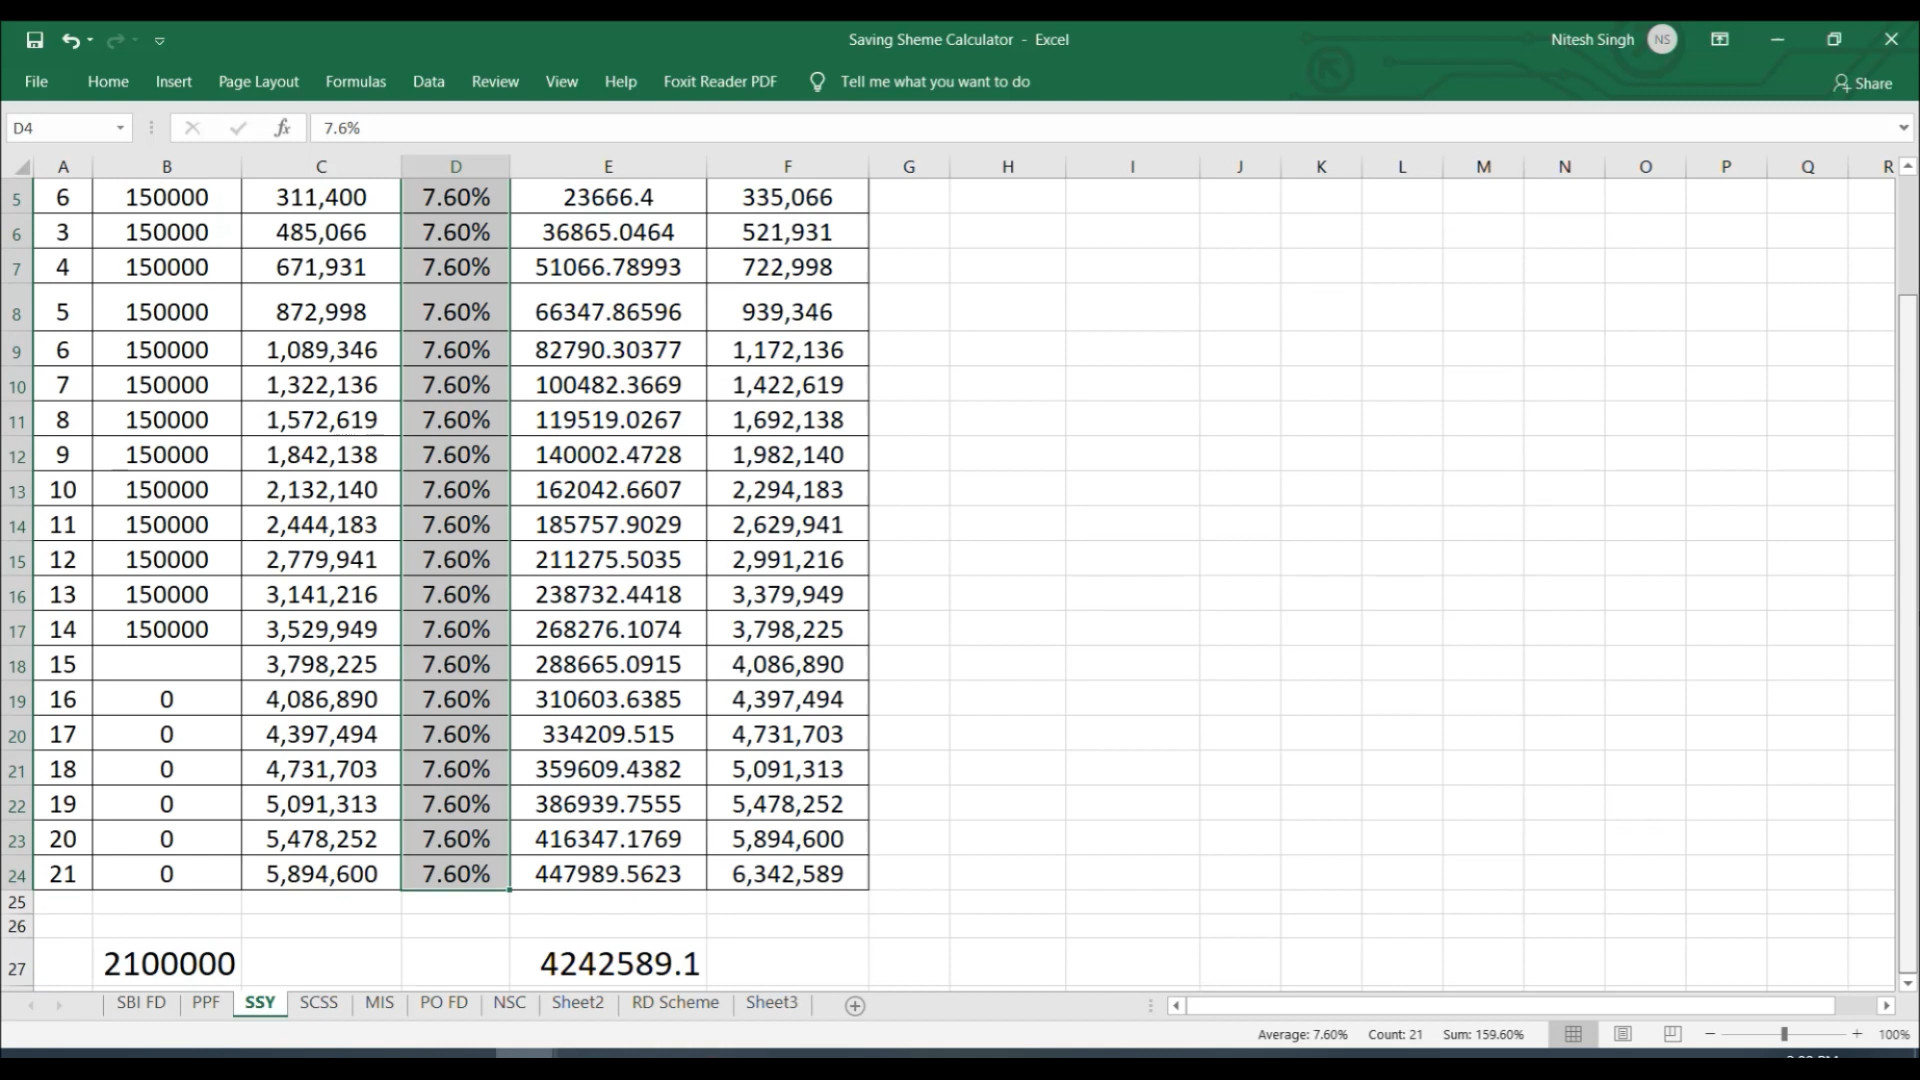 Saving Sheme Calculator - Excel
Nitesh Singh NS
File Home Insert Page Layout Formulas Data Review View Help Foxit Reader PDF Tell me what you want to do Share
D4 fx 7.6%
A B C D E F G H I J K L M N O P Q R
5 6 150000 311,400 7.60% 23666.4 335,066
6 3 150000 485,066 7.60% 36865.0464 521,931
7 4 150000 671,931 7.60% 51066.78993 722,998
8 5 150000 872,998 7.60% 66347.86596 939,346
9 6 150000 1,089,346 7.60% 82790.30377 1,172,136
10 7 150000 1,322,136 7.60% 100482.3669 1,422,619
11 8 150000 1,572,619 7.60% 119519.0267 1,692,138
12 9 150000 1,842,138 7.60% 140002.4728 1,982,140
13 10 150000 2,132,140 7.60% 162042.6607 2,294,183
14 11 150000 2,444,183 7.60% 185757.9029 2,629,941
15 12 150000 2,779,941 7.60% 211275.5035 2,991,216
16 13 150000 3,141,216 7.60% 238732.4418 3,379,949
17 14 150000 3,529,949 7.60% 268276.1074 3,798,225
18 15 3,798,225 7.60% 288665.0915 4,086,890
19 16 0 4,086,890 7.60% 310603.6385 4,397,494
20 17 0 4,397,494 7.60% 334209.515 4,731,703
21 18 0 4,731,703 7.60% 359609.4382 5,091,313
22 19 0 5,091,313 7.60% 386939.7555 5,478,252
23 20 0 5,478,252 7.60% 416347.1769 5,894,600
24 21 0 5,894,600 7.60% 447989.5623 6,342,589
25
26
27 2100000 4242589.1
SBI FD PPF SSY SCSS MIS PO FD NSC Sheet2 RD Scheme Sheet3
Average: 7.60% Count: 21 Sum: 159.60% 100%